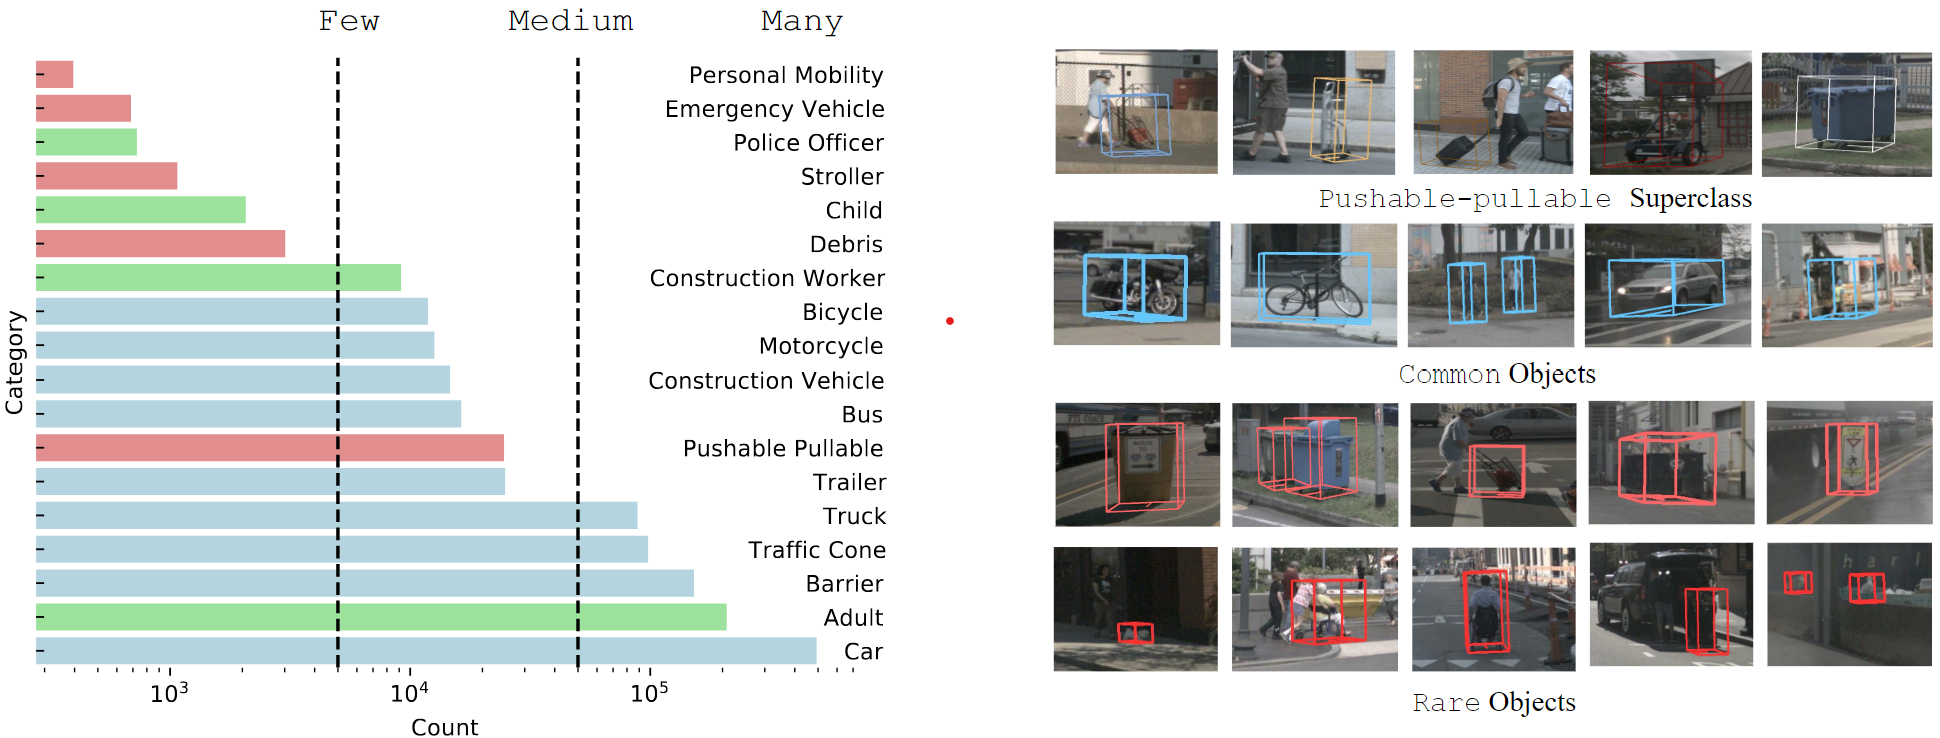 Few Medium Many
Personal Mobility
Emergency Vehicle
Police Officer
Stroller
Child
Debris
Construction Worker
Bicycle
Motorcycle
Construction Vehicle
Bus
Pushable Pullable
Trailer
Truck
Traffic Cone
Barrier
Adult
Car
Category
10³ 10⁴ 10⁵
Count
Pushable-pullable Superclass
Common Objects
Rare Objects